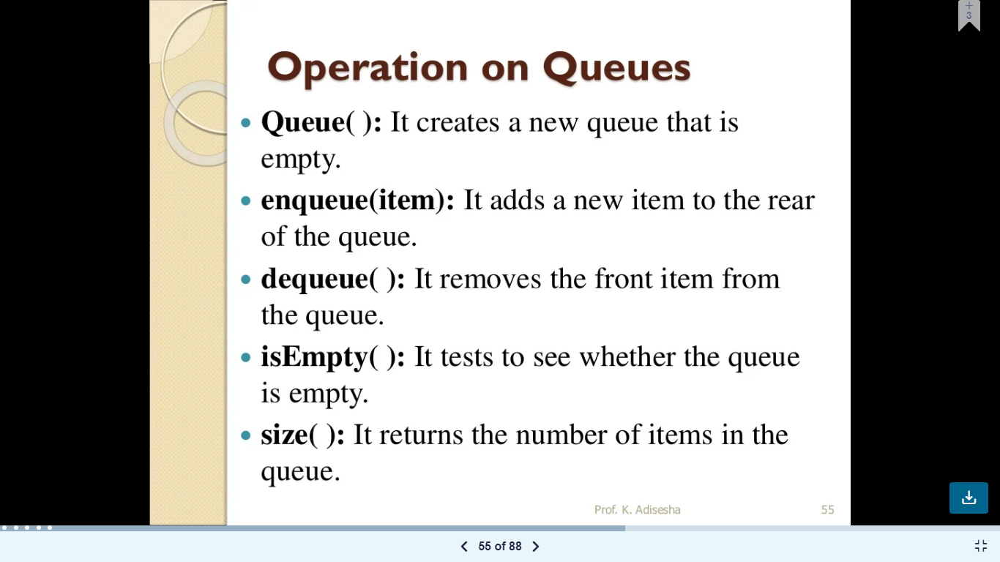 +
3
Operation on Queues
• Queue( ): It creates a new queue that is
empty.
• enqueue(item): It adds a new item to the rear
of the queue.
• dequeue( ): It removes the front item from
the queue.
• isEmpty( ): It tests to see whether the queue
is empty.
• size( ): It returns the number of items in the
queue.
Prof. K. Adisesha 55
55 of 88